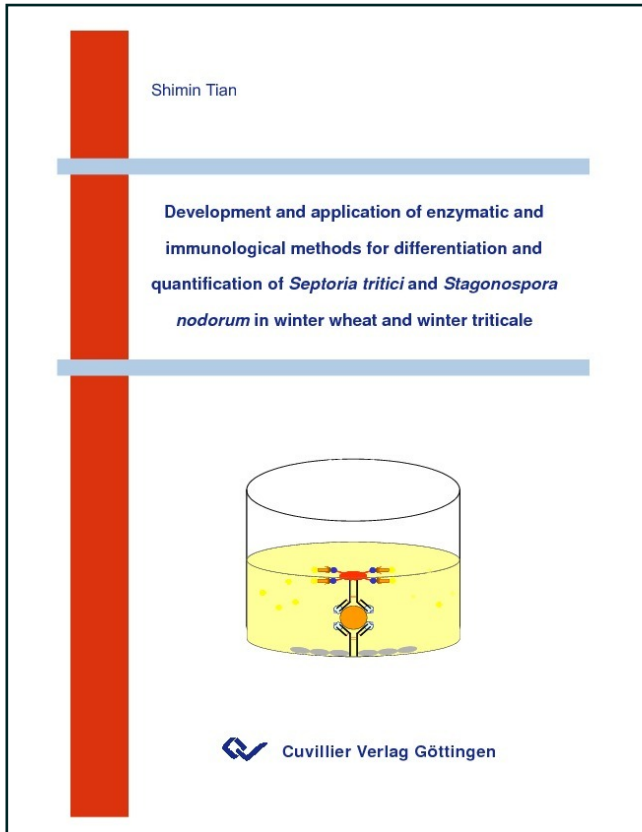 Shimin Tian
Development and application of enzymatic and
immunological methods for differentiation and
quantification of Septoria tritici and Stagonospora
nodorum in winter wheat and winter triticale
Cuvillier Verlag Göttingen